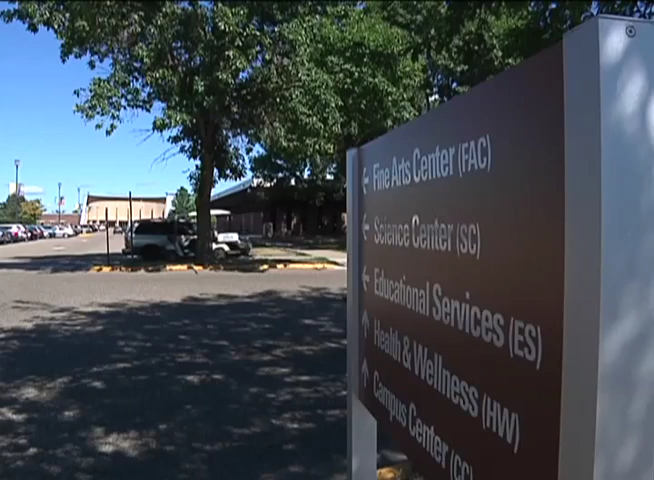 ← Fine Arts Center (FAC)
← Science Center (SC)
← Educational Services (ES)
↑ Health & Wellness (HW)
↑ Campus Center (CC)